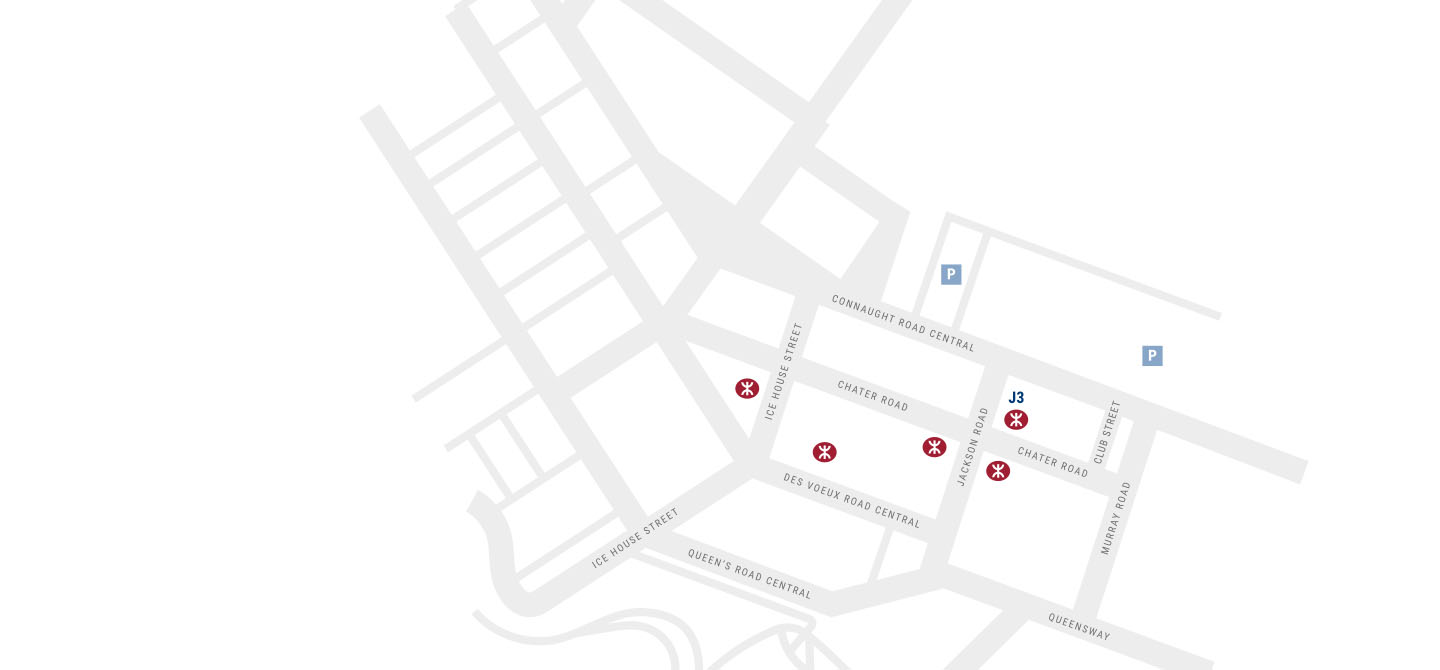 P
CONNAUGHT ROAD CENTRAL
P
ICE HOUSE STREET
CHATER ROAD
J3
CLUB STREET
JACKSON ROAD
CHATER ROAD
DES VOEUX ROAD CENTRAL
MURRAY ROAD
ICE HOUSE STREET
QUEEN'S ROAD CENTRAL
QUEENSWAY